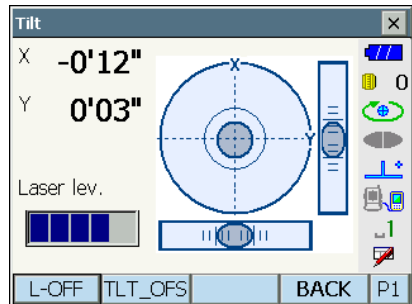 Tilt
X -0'12"
Y 0'03"
X
Y
Laser lev.
0
1
L-OFF TLT_OFS BACK P1